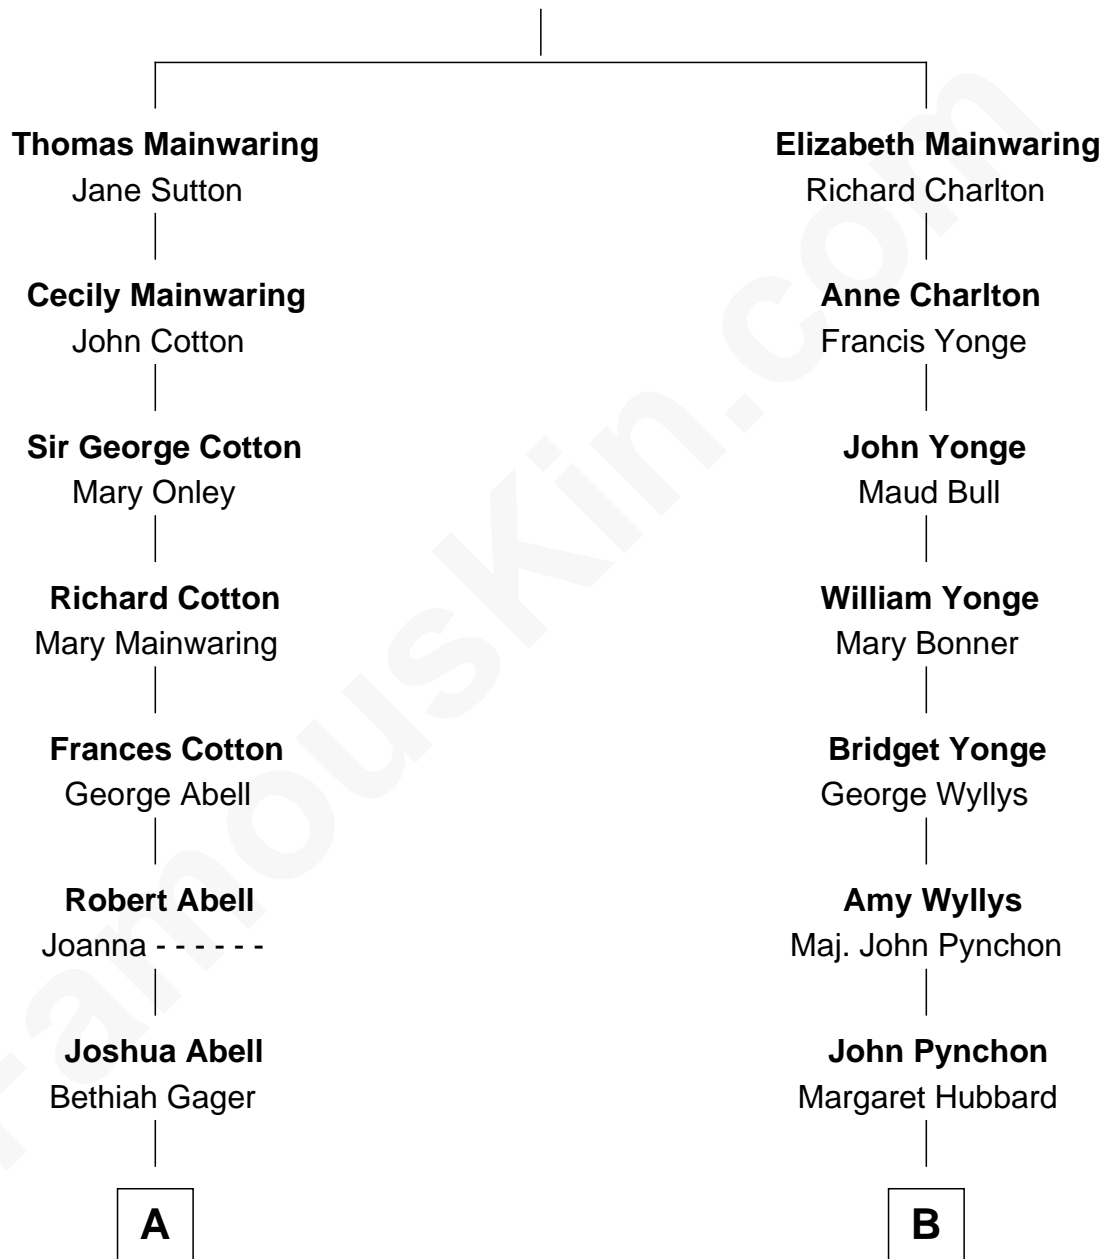 Thomas Mainwaring
Jane Sutton
Cecily Mainwaring
John Cotton
Sir George Cotton
Mary Onley
Richard Cotton
Mary Mainwaring
Frances Cotton
George Abell
Robert Abell
Joanna - - - - - -
Joshua Abell
Bethiah Gager
A
Elizabeth Mainwaring
Richard Charlton
Anne Charlton
Francis Yonge
John Yonge
Maud Bull
William Yonge
Mary Bonner
Bridget Yonge
George Wyllys
Amy Wyllys
Maj. John Pynchon
John Pynchon
Margaret Hubbard
B
FamousKin.com